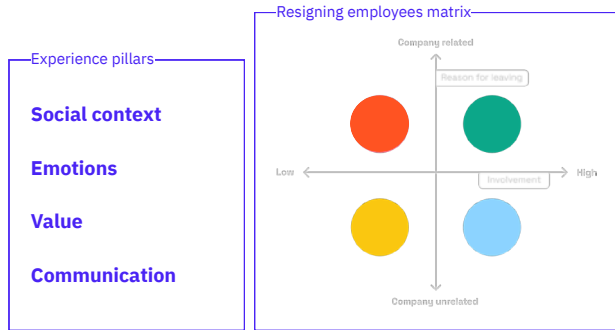 Resigning employees matrix
Experience pillars
Social context
Emotions
Value
Communication
Company related
Reason for leaving
Low
High
Involvement
Company unrelated